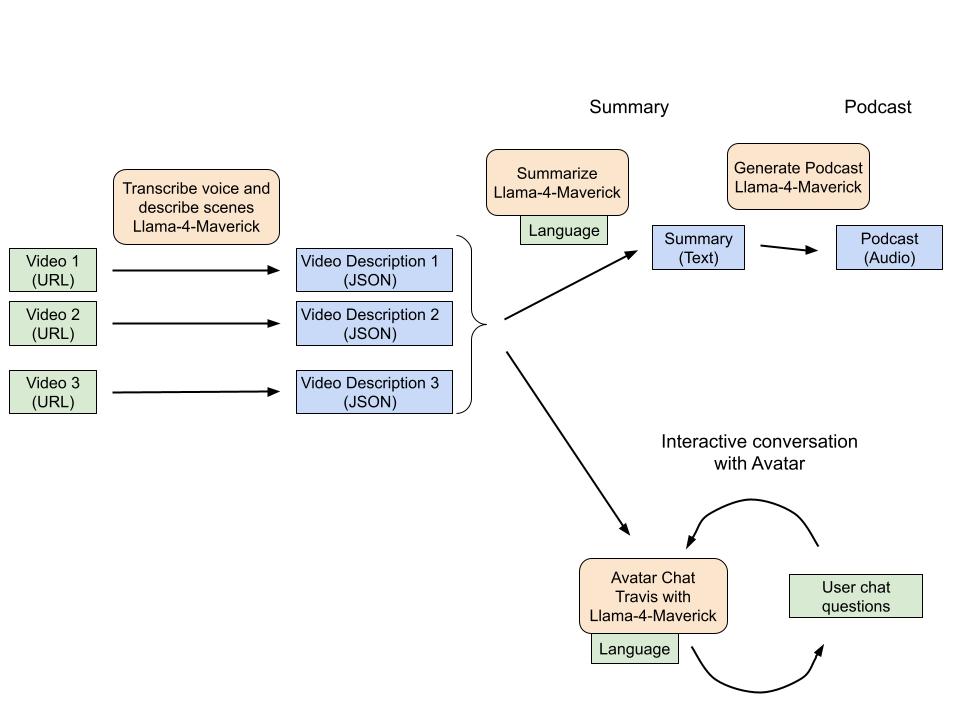 Summary
Podcast
Summarize
Llama-4-Maverick
Language
Generate Podcast
Llama-4-Maverick
Transcribe voice and
describe scenes
Llama-4-Maverick
Video 1
(URL)
Video Description 1
(JSON)
Summary
(Text)
Podcast
(Audio)
Video 2
(URL)
Video Description 2
(JSON)
Video 3
(URL)
Video Description 3
(JSON)
Interactive conversation
with Avatar
Avatar Chat
Travis with
Llama-4-Maverick
Language
User chat
questions